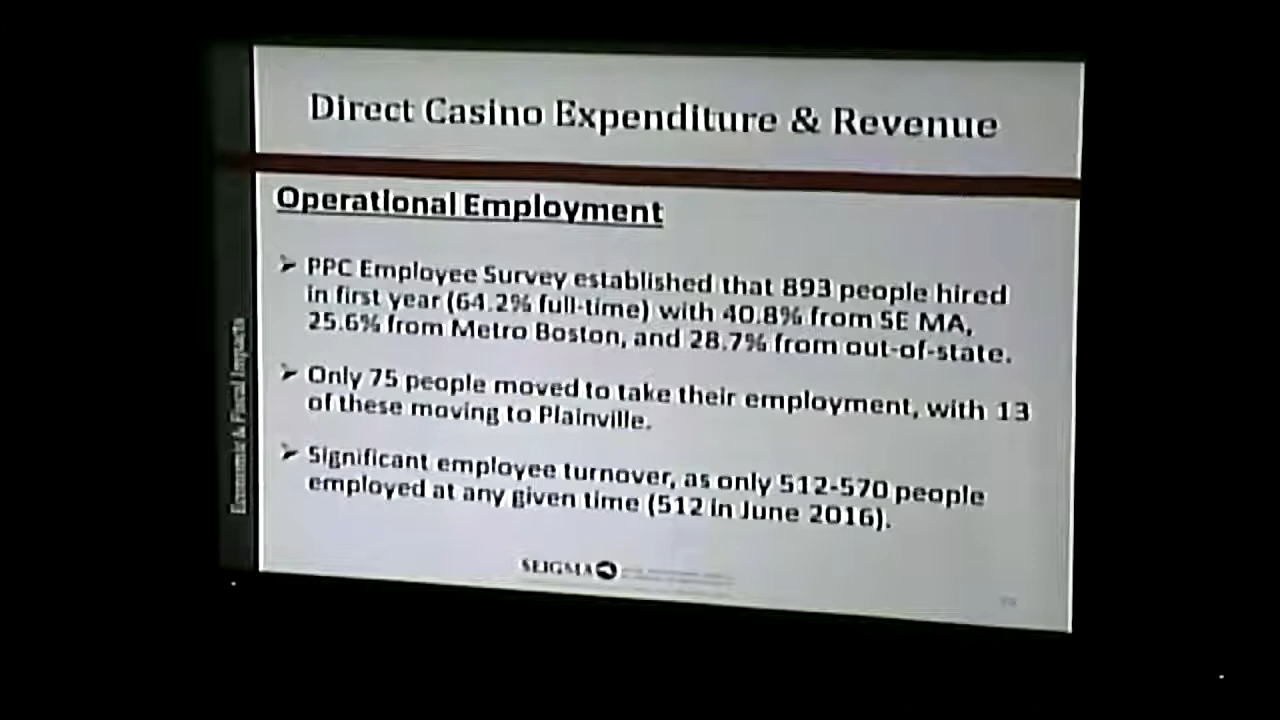 Direct Casino Expenditure & Revenue
Operational Employment
➢ PPC Employee Survey established that 893 people hired
in first year (64.2% full-time) with 40.8% from SE MA,
25.6% from Metro Boston, and 28.7% from out-of-state.
➢ Only 75 people moved to take their employment, with 13
of these moving to Plainville.
➢ Significant employee turnover, as only 512-570 people
employed at any given time (512 in June 2016).
Economic & Fiscal Impacts
SEIGMA